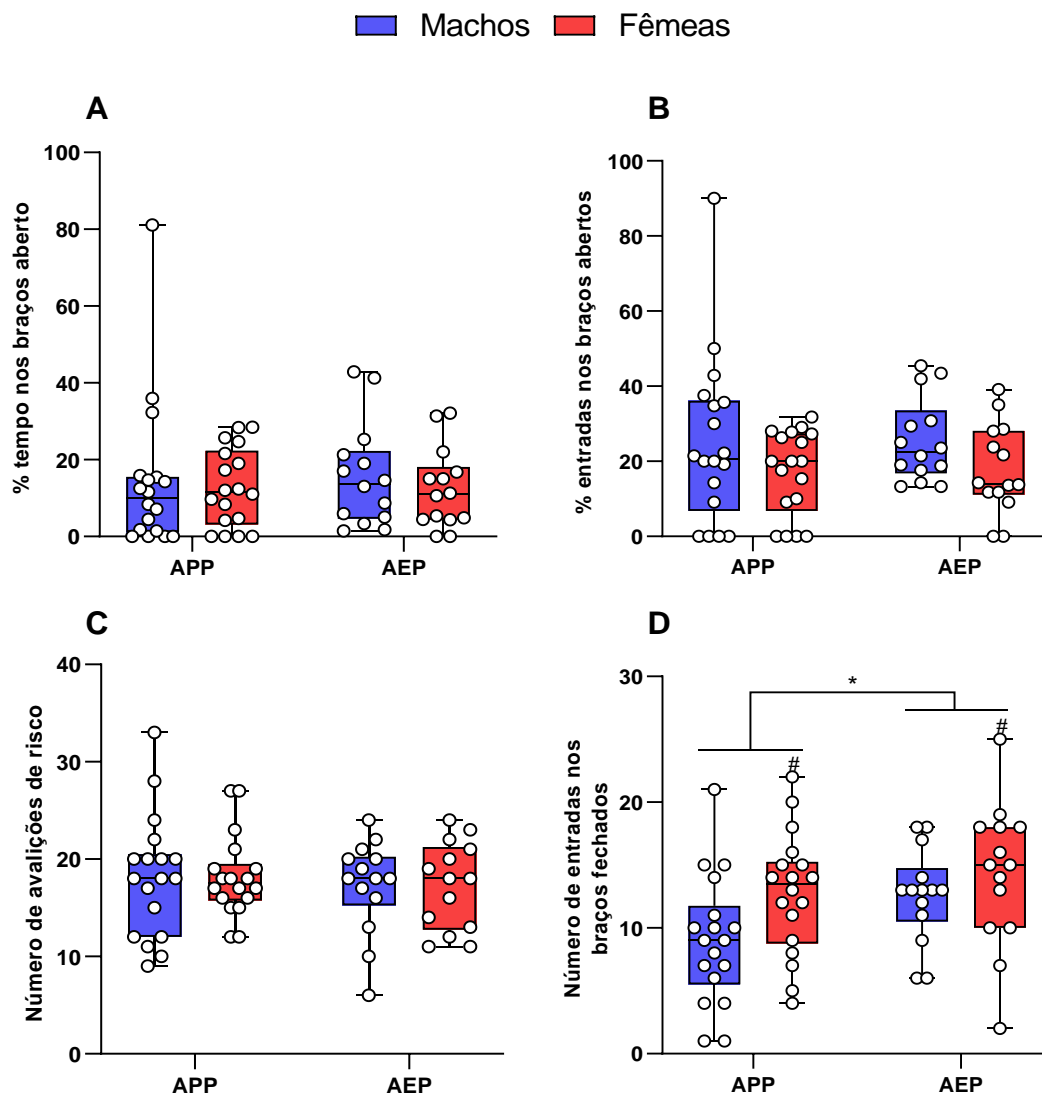 Machos Fêmeas
A
% tempo nos braços aberto
100
80
60
40
20
0
APP AEP
B
% entradas nos braços abertos
100
80
60
40
20
0
APP AEP
C
Número de avalições de risco
40
30
20
10
0
APP AEP
D
Número de entradas nos
braços fechados
30
20
10
0
*
#
#
APP AEP